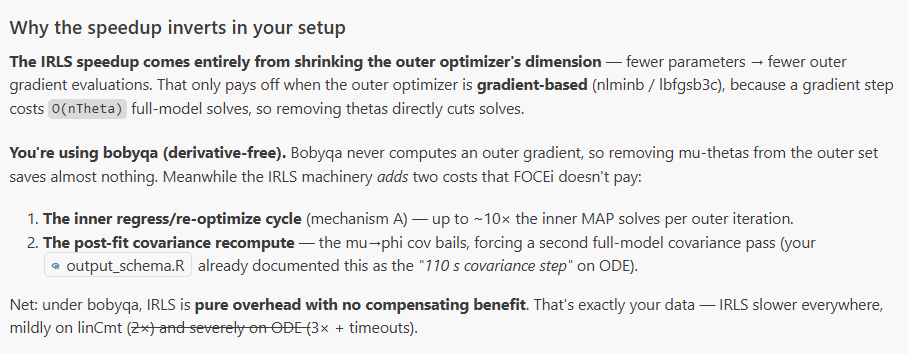 Why the speedup inverts in your setup
The IRLS speedup comes entirely from shrinking the outer optimizer's dimension — fewer parameters → fewer outer
gradient evaluations. That only pays off when the outer optimizer is gradient-based (nlminb / lbfgsb3c), because a gradient step
costs O(nTheta) full-model solves, so removing thetas directly cuts solves.
You're using bobyqa (derivative-free). Bobyqa never computes an outer gradient, so removing mu-thetas from the outer set
saves almost nothing. Meanwhile the IRLS machinery adds two costs that FOCEi doesn't pay:
1. The inner regress/re-optimize cycle (mechanism A) — up to ~10× the inner MAP solves per outer iteration.
2. The post-fit covariance recompute — the mu→phi cov bails, forcing a second full-model covariance pass (your
output_schema.R already documented this as the "110 s covariance step" on ODE).
Net: under bobyqa, IRLS is pure overhead with no compensating benefit. That's exactly your data — IRLS slower everywhere,
mildly on linCmt (2×) and severely on ODE (3× + timeouts).